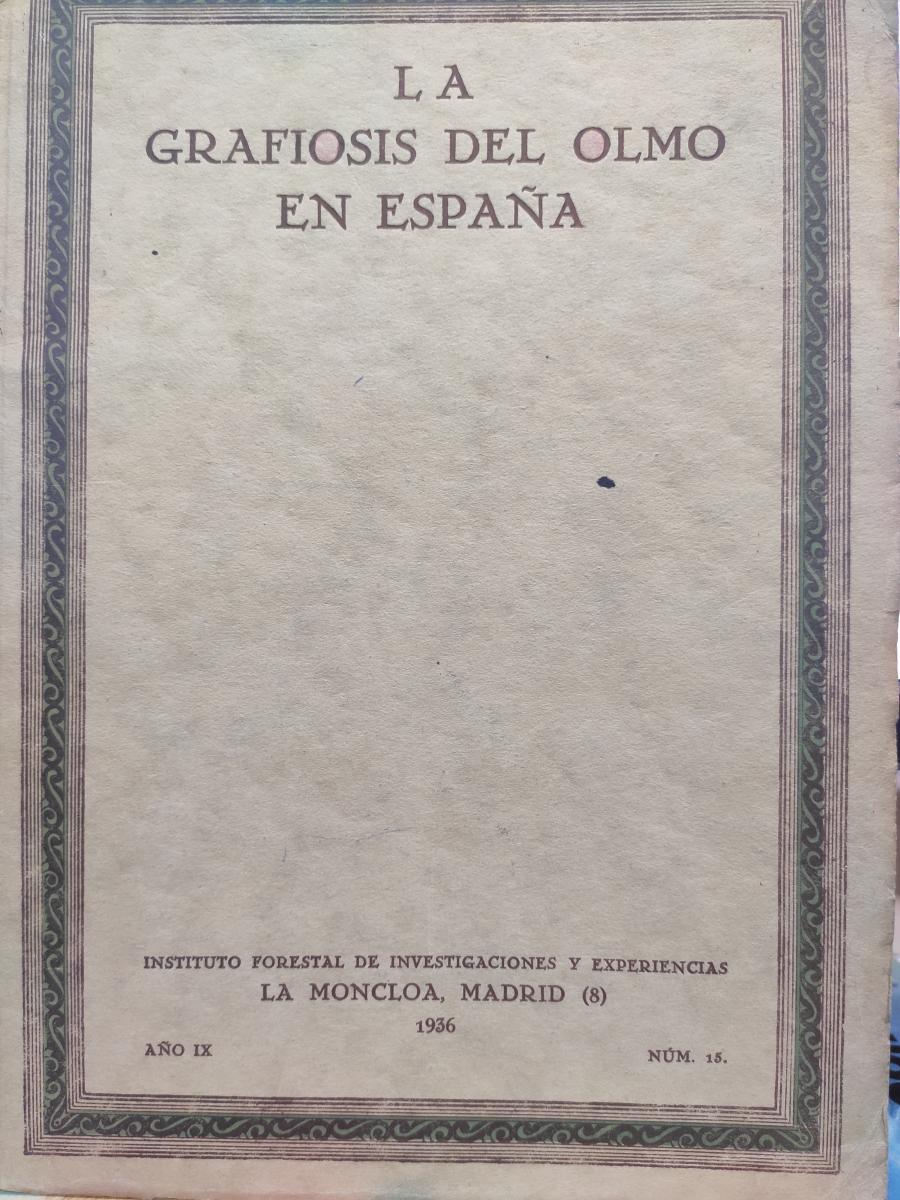 LA
GRAFIOSIS DEL OLMO
EN ESPAÑA
INSTITUTO FORESTAL DE INVESTIGACIONES Y EXPERIENCIAS
LA MONCLOA, MADRID (8)
1936
AÑO IX
NÚM. 15.